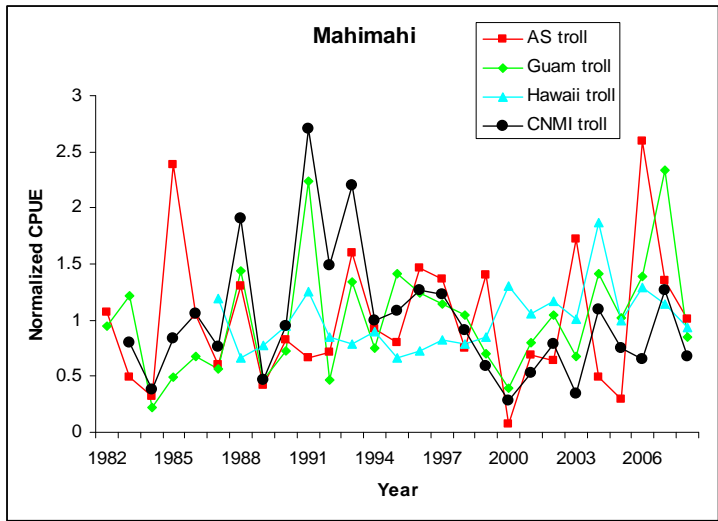 Mahimahi
AS troll
Guam troll
Hawaii troll
CNMI troll
3
2.5
2
1.5
1
0.5
0
Normalized CPUE
1982 1985 1988 1991 1994 1997 2000 2003 2006
Year